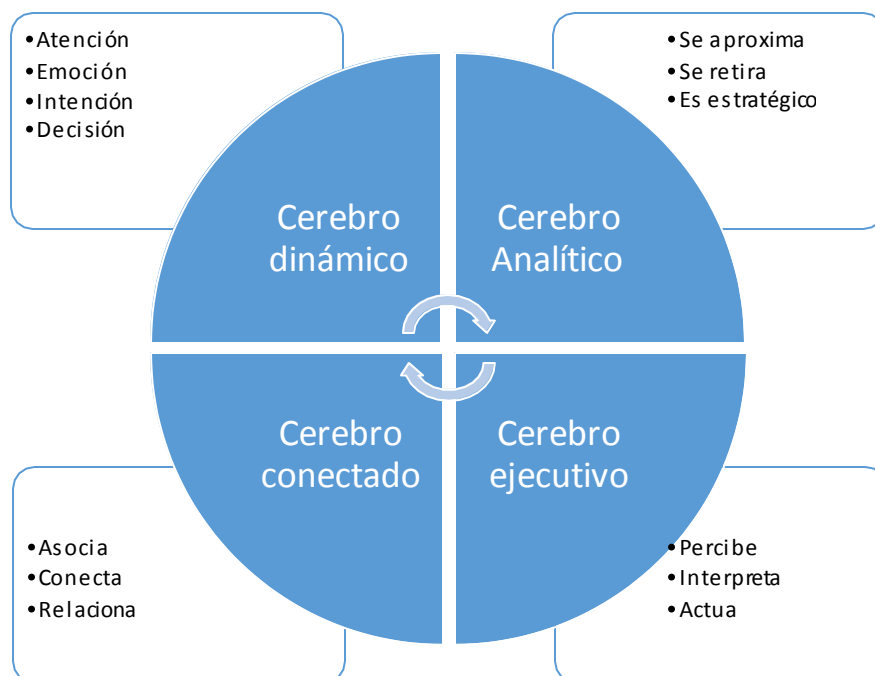 •Atención
•Emoción
•Intención
•Decisión
•Se aproxima
•Se retira
•Es estratégico
Cerebro
dinámico
Cerebro
Analítico
Cerebro
conectado
Cerebro
ejecutivo
•Asocia
•Conecta
•Relaciona
•Percibe
•Interpreta
•Actua